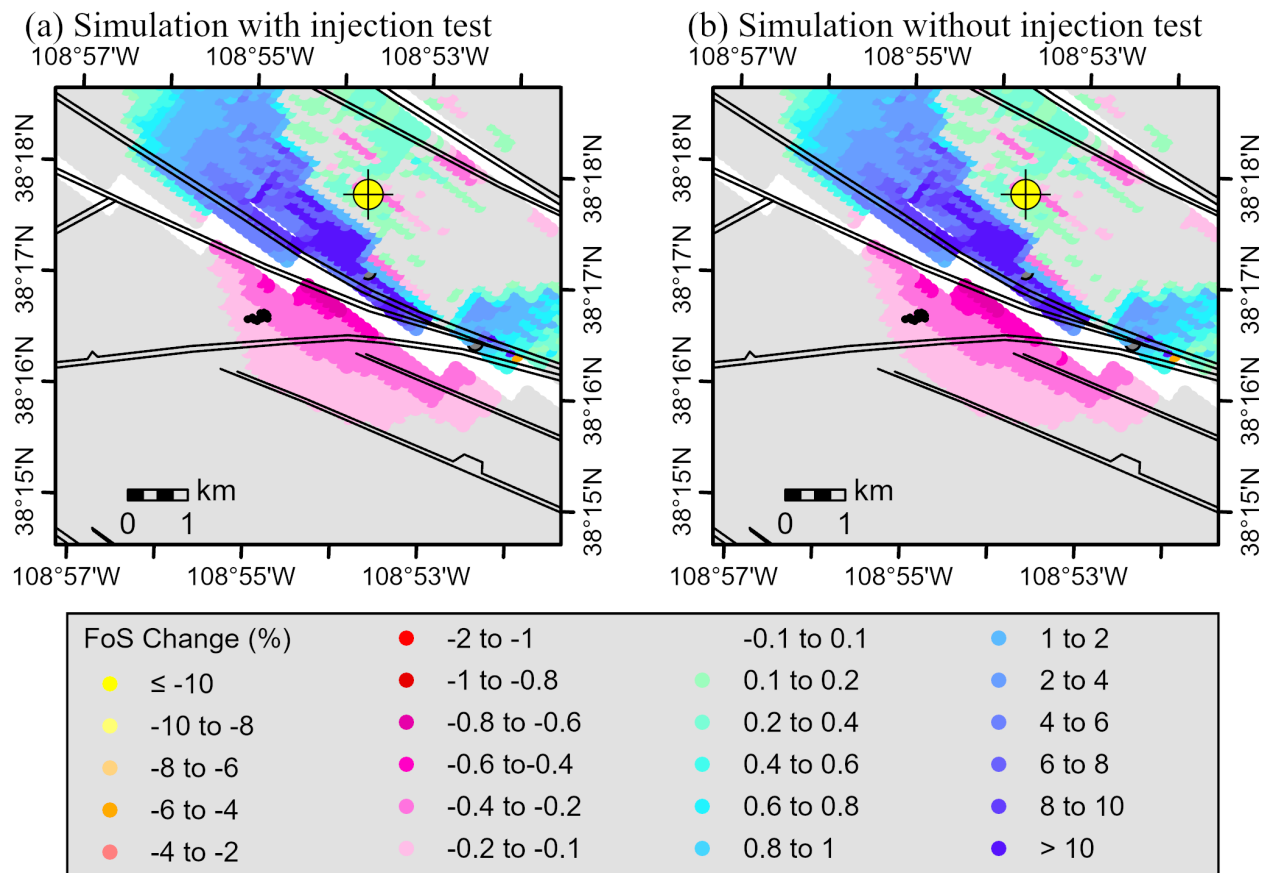 (a) Simulation with injection test
(b) Simulation without injection test
108°57'W 108°55'W 108°53'W
108°57'W 108°55'W 108°53'W
38°18'N
38°17'N
38°16'N
38°15'N
38°18'N
38°17'N
38°16'N
38°15'N
38°18'N
38°17'N
38°16'N
38°15'N
38°18'N
38°17'N
38°16'N
38°15'N
km
0 1
km
0 1
108°57'W 108°55'W 108°53'W
108°57'W 108°55'W 108°53'W
FoS Change (%)
≤ -10
-10 to -8
-8 to -6
-6 to -4
-4 to -2
-2 to -1
-1 to -0.8
-0.8 to -0.6
-0.6 to-0.4
-0.4 to -0.2
-0.2 to -0.1
-0.1 to 0.1
0.1 to 0.2
0.2 to 0.4
0.4 to 0.6
0.6 to 0.8
0.8 to 1
1 to 2
2 to 4
4 to 6
6 to 8
8 to 10
> 10